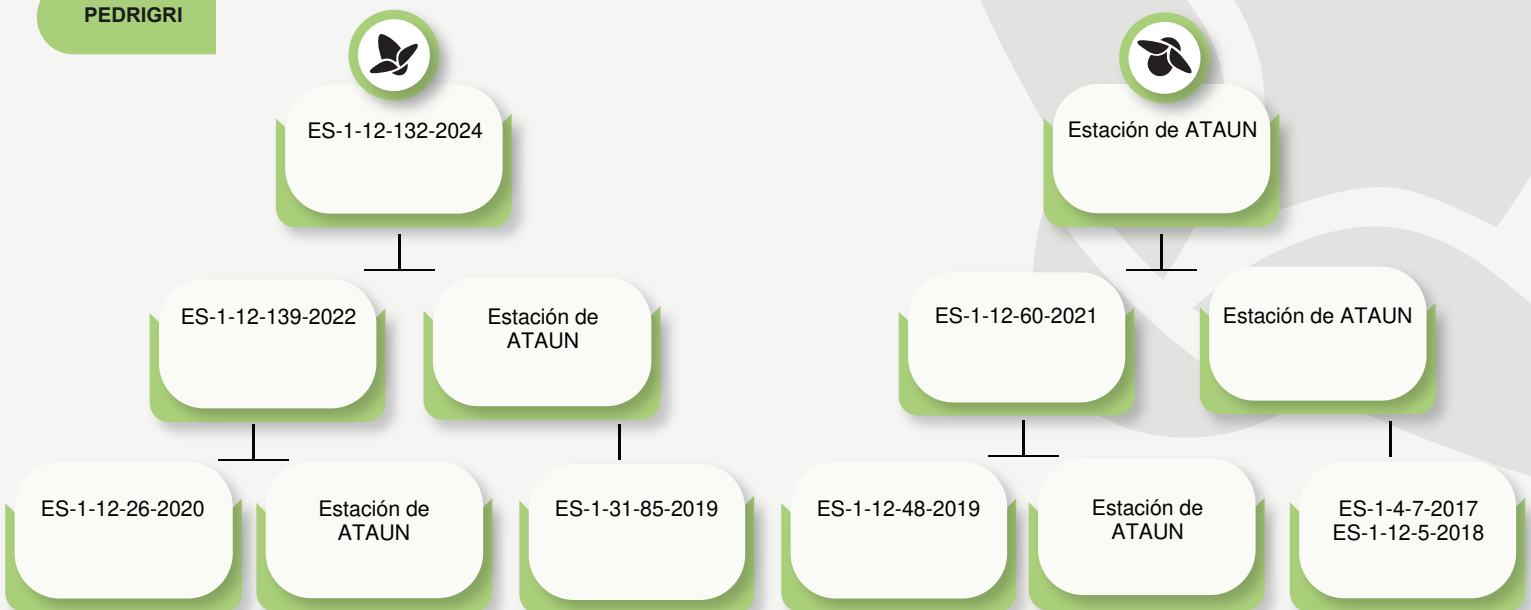 PEDRIGRI
ES-1-12-132-2024
Estación de ATAUN
ES-1-12-139-2022
Estación de
ATAUN
ES-1-12-60-2021
Estación de ATAUN
ES-1-12-26-2020
Estación de
ATAUN
ES-1-31-85-2019
ES-1-12-48-2019
Estación de
ATAUN
ES-1-4-7-2017
ES-1-12-5-2018